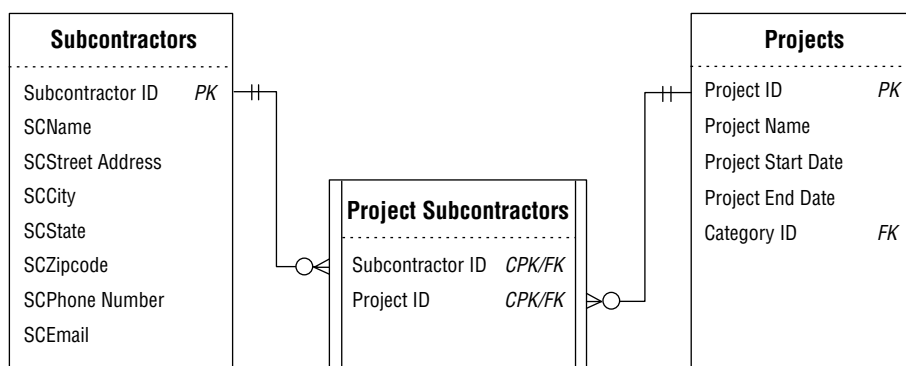 Subcontractors
Subcontractor ID PK
SCName
SCStreet Address
SCCity
SCState
SCZipcode
SCPhone Number
SCEmail
Project Subcontractors
Subcontractor ID CPK/FK
Project ID CPK/FK
Projects
Project ID PK
Project Name
Project Start Date
Project End Date
Category ID FK